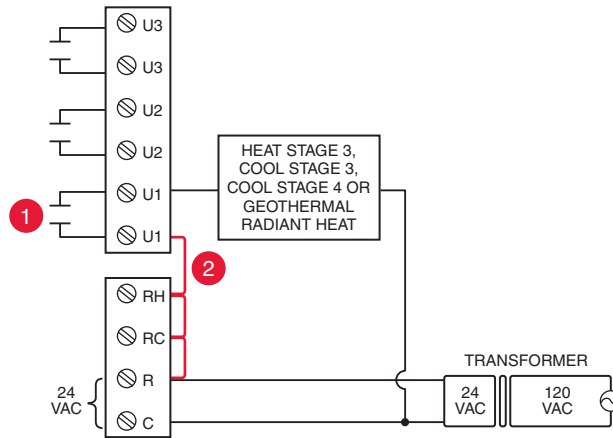 U3
U3
U2
U2
U1
U1
1
HEAT STAGE 3,
COOL STAGE 3,
COOL STAGE 4 OR
GEOTHERMAL
RADIANT HEAT
2
RH
RC
R
C
24
VAC
TRANSFORMER
24
VAC
120
VAC